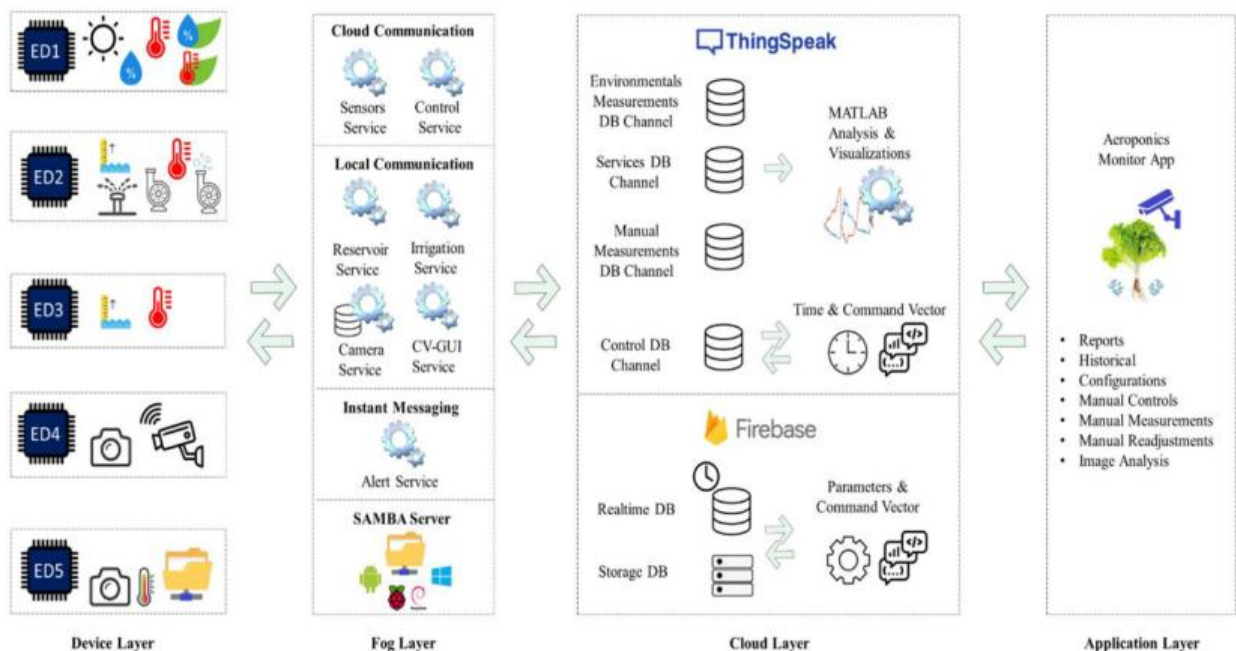 ED1
%
%
ED2
ED3
ED4
ED5
Device Layer
Cloud Communication
Sensors
Service
Control
Service
Local Communication
Reservoir
Service
Irrigation
Service
Camera
Service
CV-GUI
Service
Instant Messaging
Alert Service
SAMBA Server
Fog Layer
ThingSpeak
Environmentals
Measurements
DB Channel
Services DB
Channel
Manual
Measurements
DB Channel
MATLAB
Analysis &
Visualizations
Control DB
Channel
Time & Command Vector
</>
{...}
Firebase
Realtime DB
Storage DB
Parameters &
Command Vector
</>
{...}
Cloud Layer
Aeroponics
Monitor App
• Reports
• Historical
• Configurations
• Manual Controls
• Manual Measurements
• Manual Readjustments
• Image Analysis
Application Layer